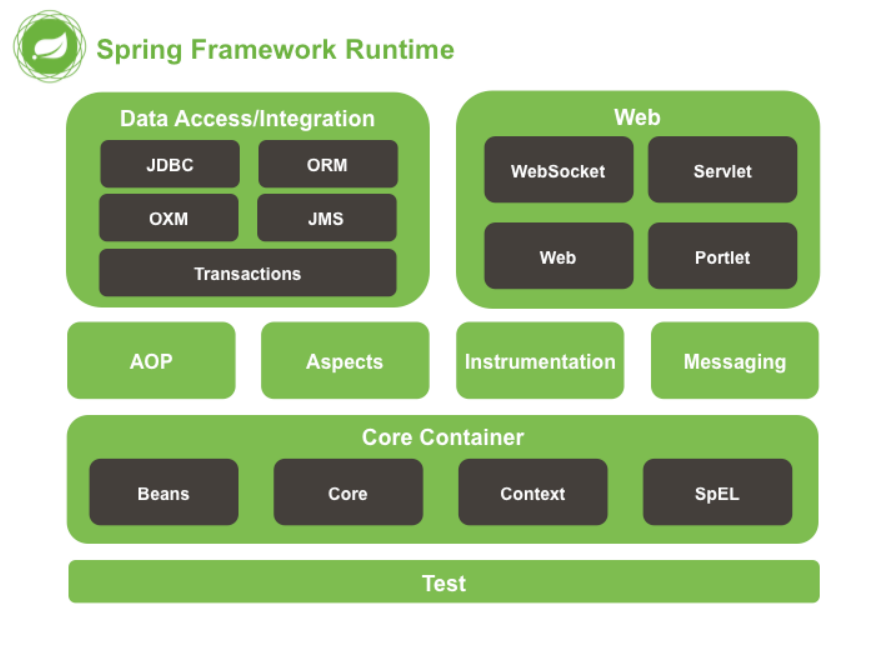 Spring Framework Runtime
Data Access/Integration
JDBC
ORM
OXM
JMS
Transactions
Web
WebSocket
Servlet
Web
Portlet
AOP
Aspects
Instrumentation
Messaging
Core Container
Beans
Core
Context
SpEL
Test